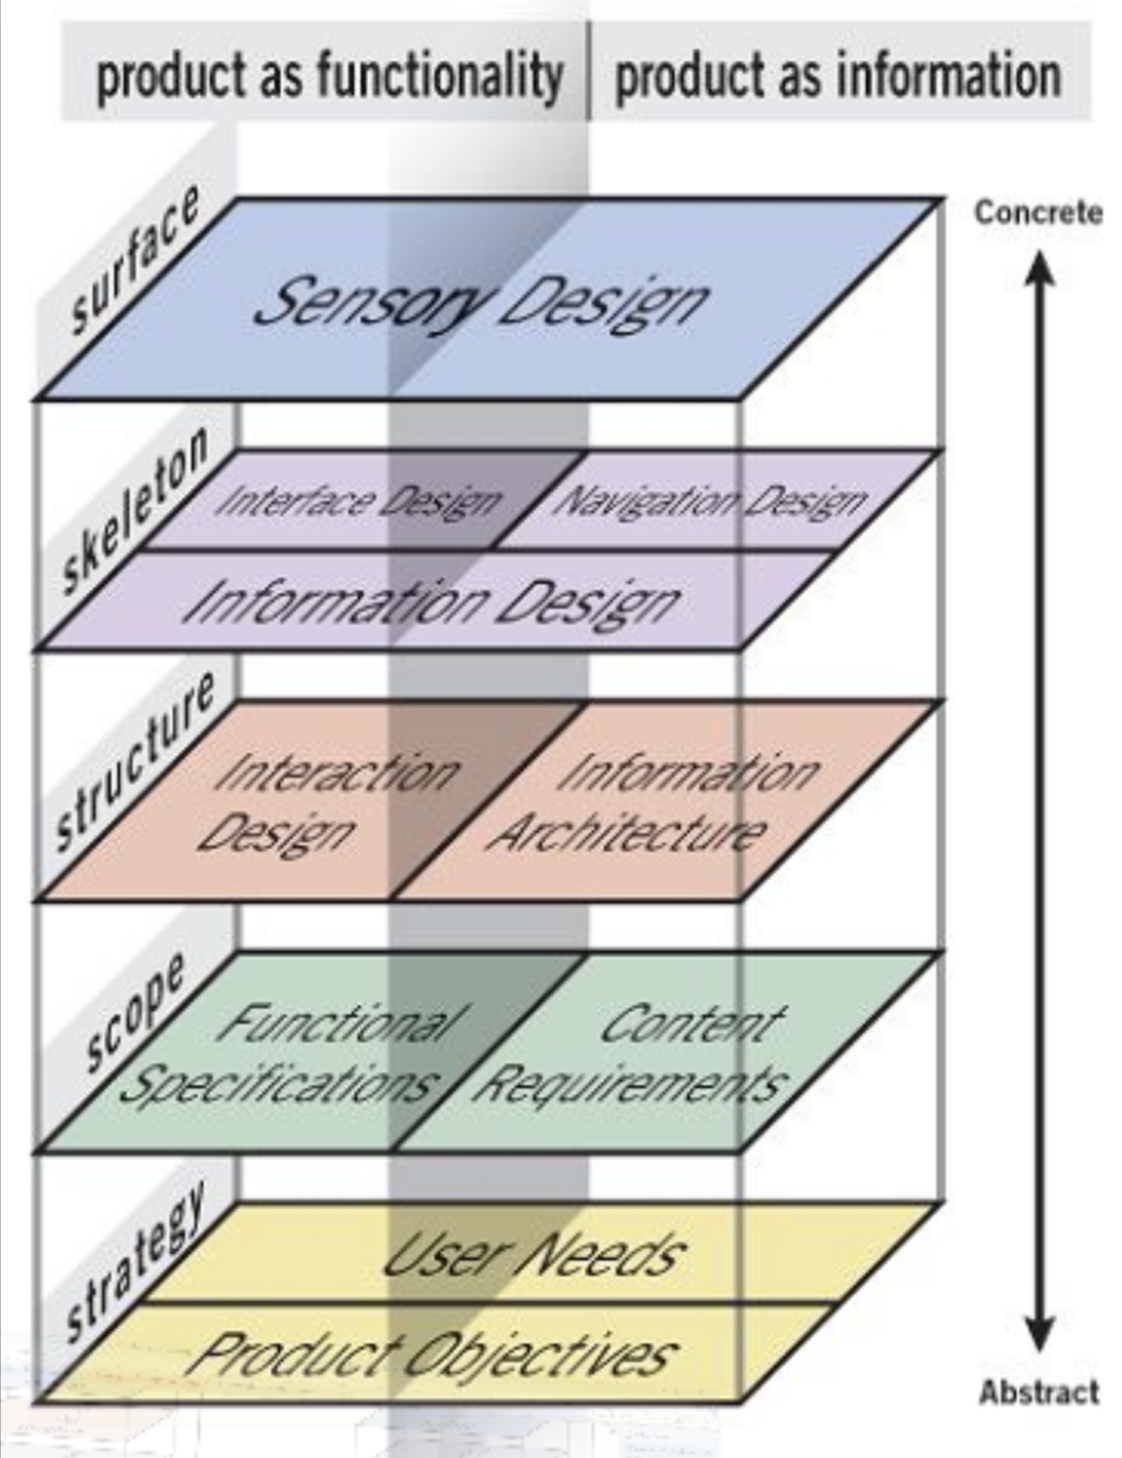 product as functionality
product as information
surface
Concrete
Sensory Design
skeleton
Interface Design
Navigation Design
Information Design
structure
Interaction
Design
Information
Architecture
scope
Functional
Specifications
Content
Requirements
strategy
User Needs
Product Objectives
Abstract